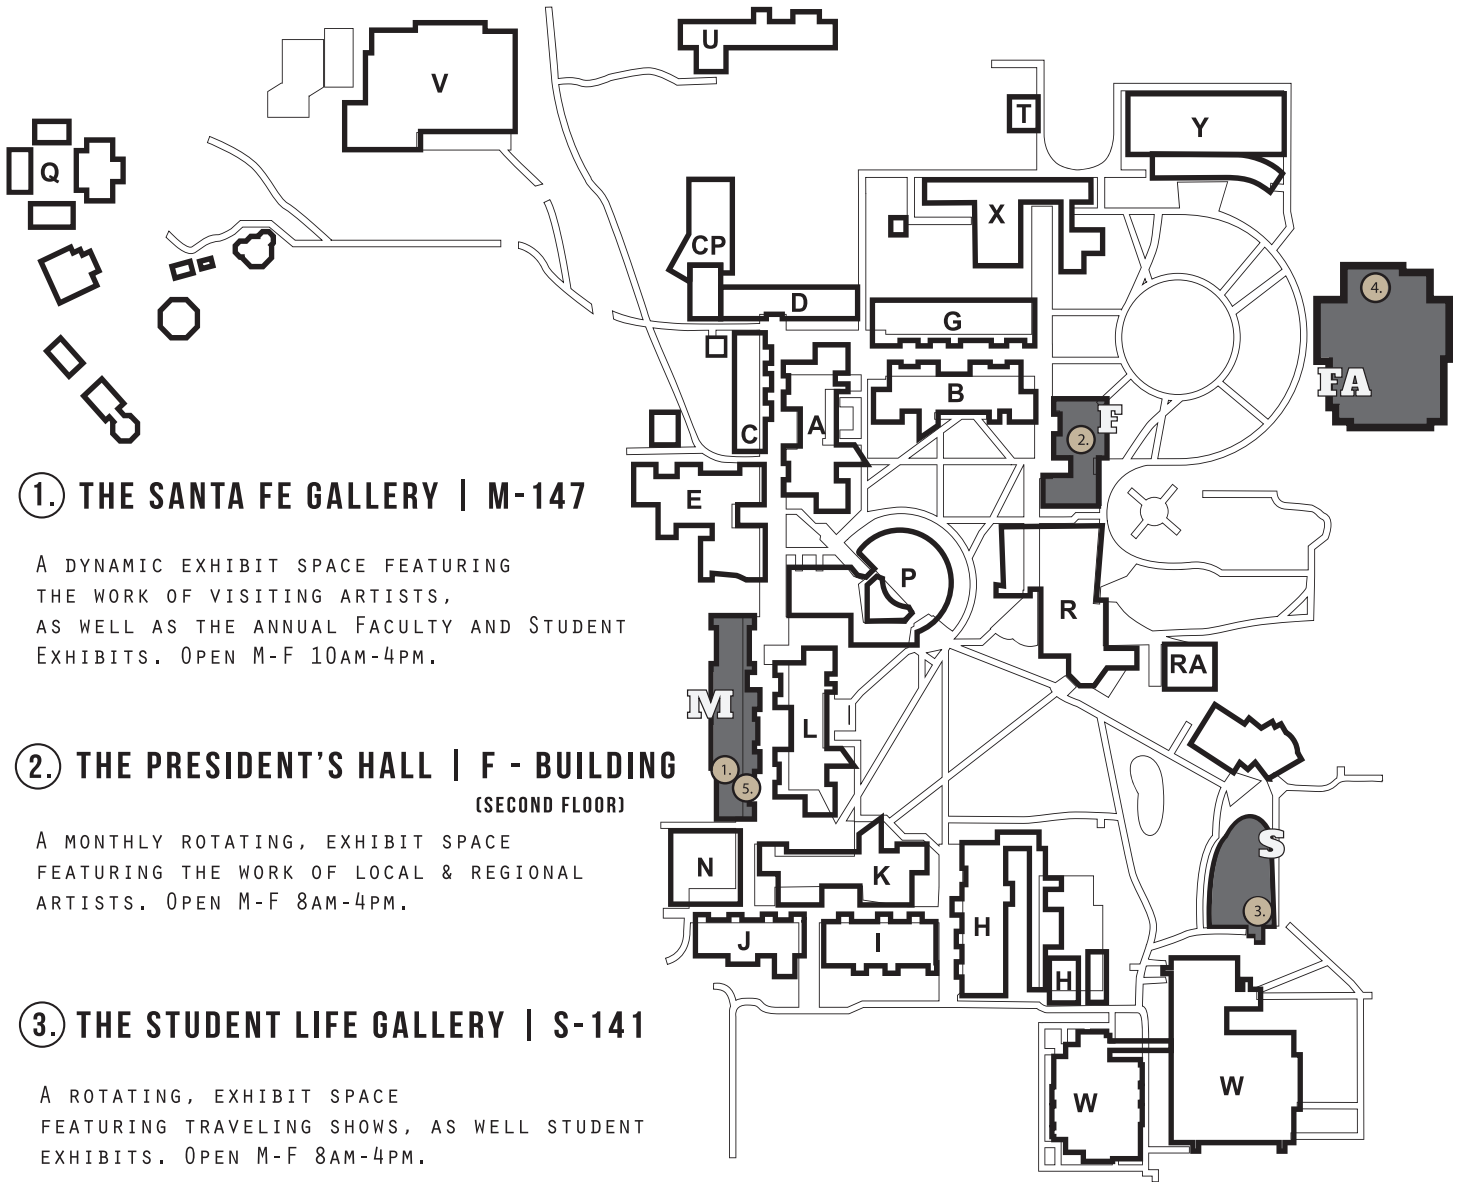 U
V
T
Y
Q
X
CP
D
4.
G
FA
B
F
A
C
2.
E
1. THE SANTA FE GALLERY | M-147
A DYNAMIC EXHIBIT SPACE FEATURING
THE WORK OF VISITING ARTISTS,
AS WELL AS THE ANNUAL FACULTY AND STUDENT
EXHIBITS. OPEN M-F 10AM-4PM.
P
R
RA
M
L
1.
5.
2. THE PRESIDENT'S HALL | F - BUILDING
(SECOND FLOOR)
A MONTHLY ROTATING, EXHIBIT SPACE
FEATURING THE WORK OF LOCAL & REGIONAL
ARTISTS. OPEN M-F 8AM-4PM.
S
N
K
3.
J
I
H
H
3. THE STUDENT LIFE GALLERY | S-141
A ROTATING, EXHIBIT SPACE
FEATURING TRAVELING SHOWS, AS WELL STUDENT
EXHIBITS. OPEN M-F 8AM-4PM.
W
W